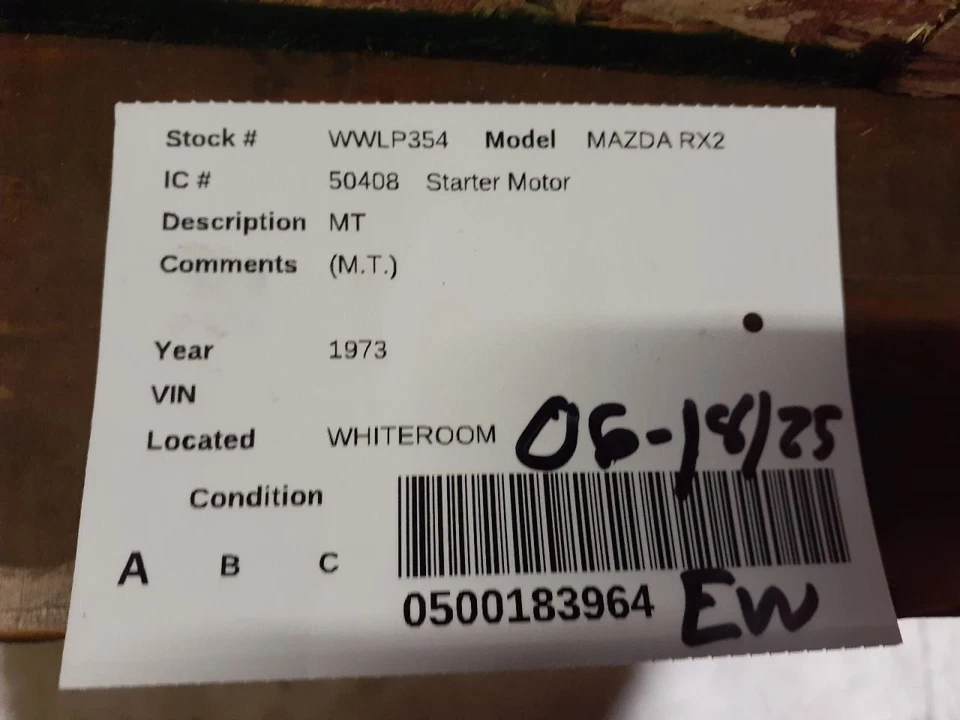 Stock # WWLP354 Model MAZDA RX2
IC # 50408 Starter Motor
Description MT
Comments (M.T.)
Year 1973
VIN
Located WHITEROOM 06-18/25
Condition
A B C
0500183964 EW